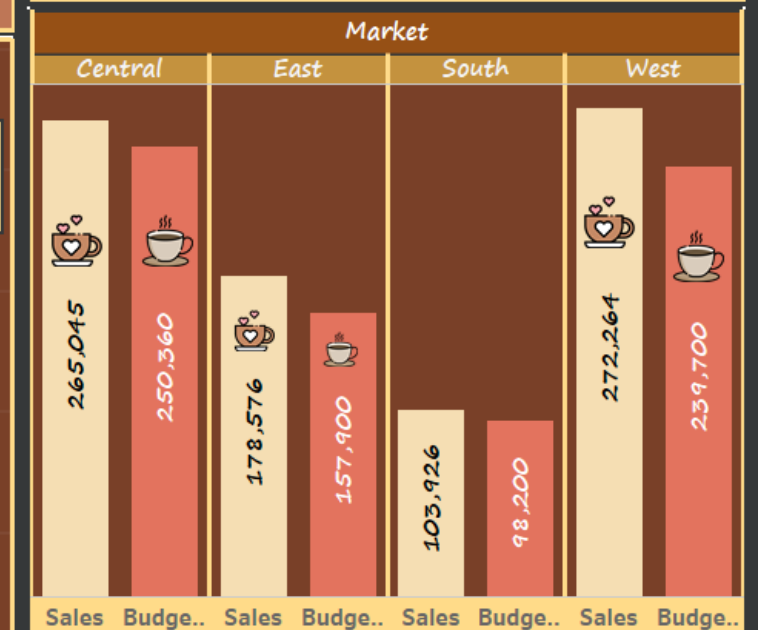 Market
Central East South West
265,045 250,360 178,576 157,900 103,926 98,200 272,264 239,700
Sales Budge.. Sales Budge.. Sales Budge.. Sales Budge..